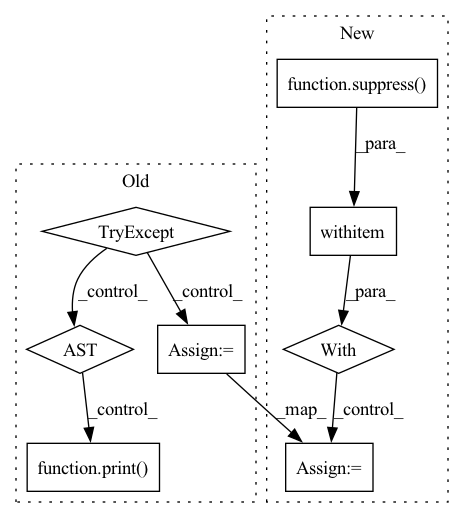 New
function.suppress()
_para_
Old
TryExcept
withitem
_control_
_control_
_para_
AST
Assign:=
With
_control_
_map_
_control_
function.print()
Assign:=